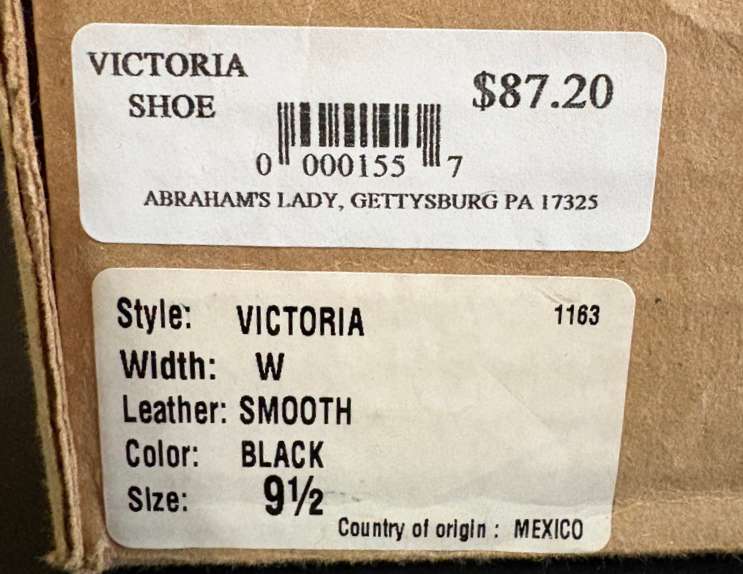 VICTORIA
SHOE
$87.20
0 000155 7
ABRAHAM'S LADY, GETTYSBURG PA 17325
Style: VICTORIA 1163
Width: W
Leather: SMOOTH
Color: BLACK
Size: 9½
Country of origin : MEXICO